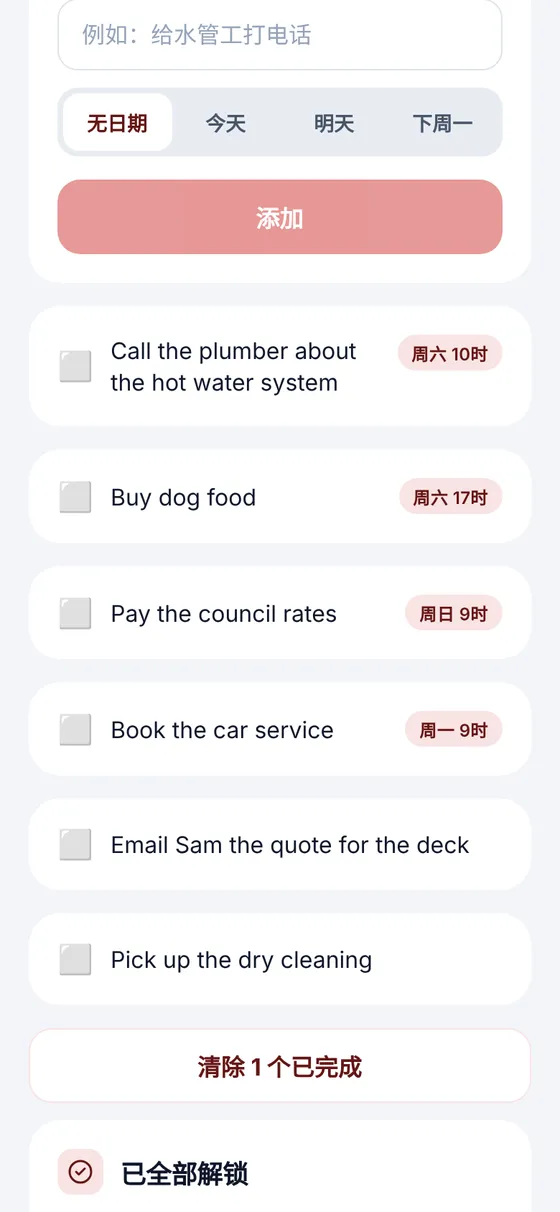 例如：给水管工打电话
无日期
今天
明天
下周一
添加
Call the plumber about
the hot water system
周六 10时
Buy dog food
周六 17时
Pay the council rates
周日 9时
Book the car service
周一 9时
Email Sam the quote for the deck
Pick up the dry cleaning
清除 1 个已完成
已全部解锁